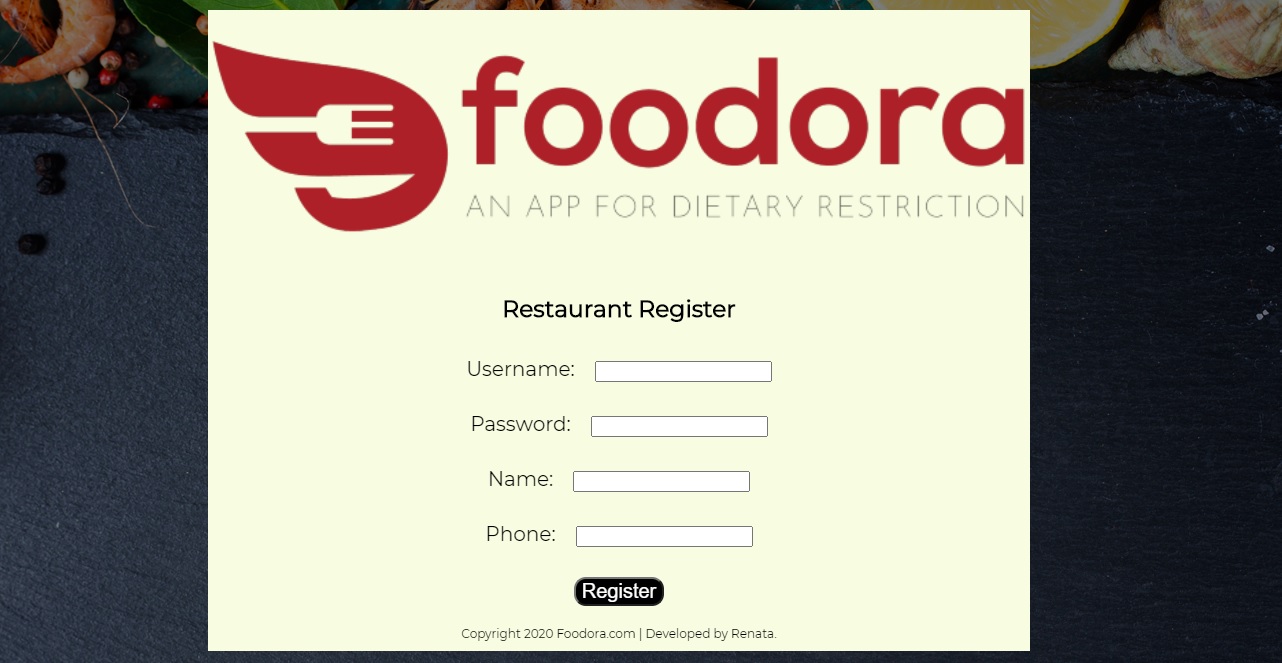 foodora
AN APP FOR DIETARY RESTRICTION
Restaurant Register
Username:
Password:
Name:
Phone:
Register
Copyright 2020 Foodora.com | Developed by Renata.